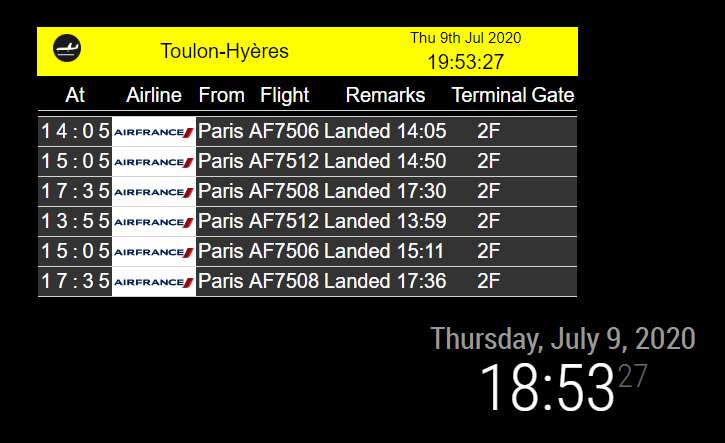 Thu 9th Jul 2020
Toulon-Hyères
19:53:27
At Airline From Flight Remarks Terminal Gate
14:05 AIRFRANCE Paris AF7506 Landed 14:05 2F
15:05 AIRFRANCE Paris AF7512 Landed 14:50 2F
17:35 AIRFRANCE Paris AF7508 Landed 17:30 2F
13:55 AIRFRANCE Paris AF7512 Landed 13:59 2F
15:05 AIRFRANCE Paris AF7506 Landed 15:11 2F
17:35 AIRFRANCE Paris AF7508 Landed 17:36 2F
Thursday, July 9, 2020
18:53 27